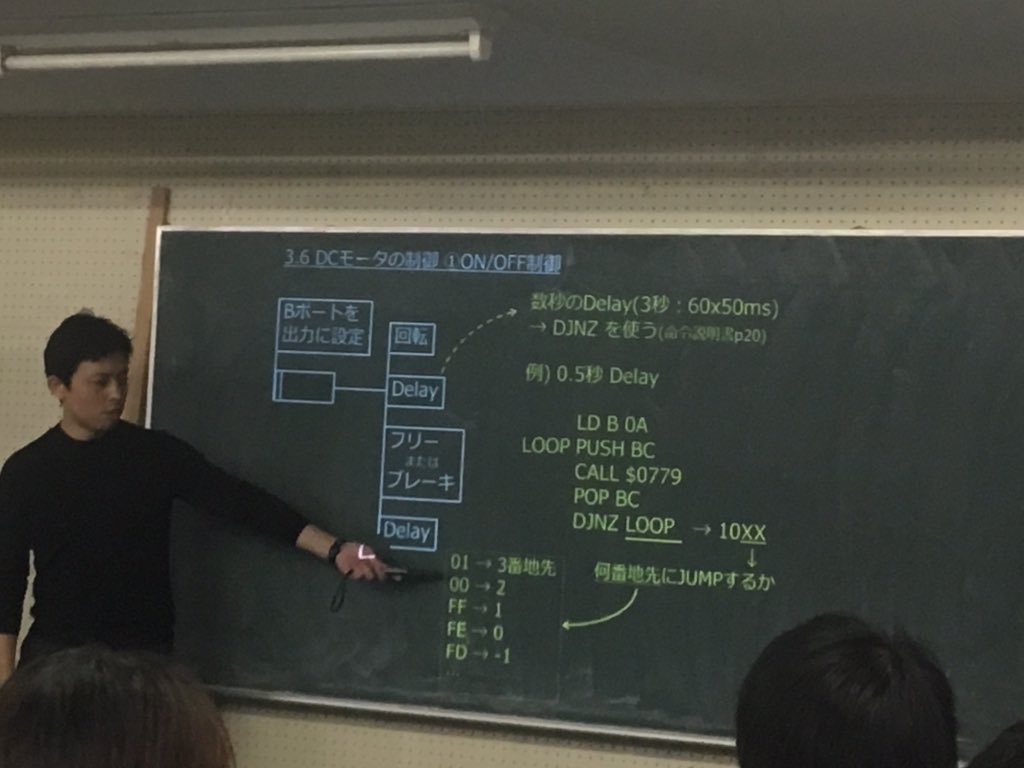 3.6 DCモータの制御 ①ON/OFF制御
Bポートを
出力に設定
回転
Delay
フリー
または
ブレーキ
Delay
数秒のDelay(3秒：60x50ms)
→ DJNZ を使う(命令説明書p20)
例) 0.5秒 Delay
LD B 0A
LOOP PUSH BC
CALL $0779
POP BC
DJNZ LOOP → 10XX
↓
何番地先にJUMPするか
01 → 3番地先
00 → 2
FF → 1
FE → 0
FD → -1
...